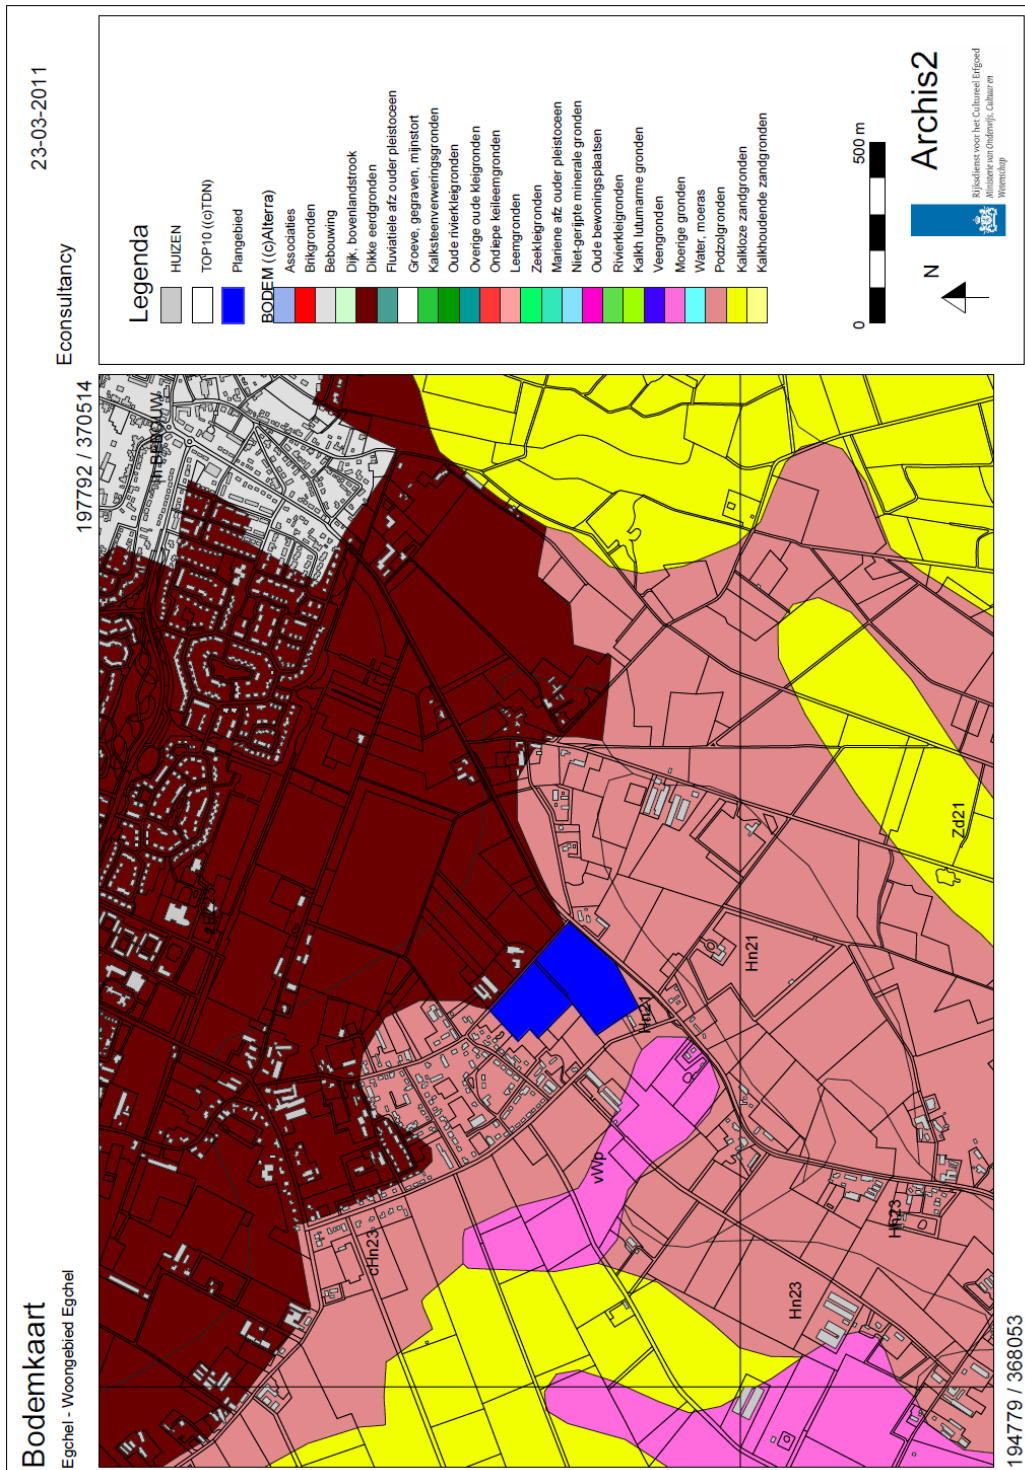 Bodemkaart
Egchel - Woongebied Egchel
Econsultancy
23-03-2011
197792 / 370514
194779 / 368053
in BEBOUW
cHn23
vWp
Hn21
Hn21
Hn23
Hn23
Zd21
Legenda
HUIZEN
TOP10 ((c)TDN)
Plangebied
BODEM ((c)Alterra)
Associaties
Brikgronden
Bebouwing
Dijk, bovenlandstrook
Dikke eerdgronden
Fluviatiele afz ouder pleistoceen
Groeve, gegraven, mijnstort
Kalksteenverweringsgronden
Oude rivierkleigronden
Overige oude kleigronden
Ondiepe keileemgronden
Leemgronden
Zeekleigronden
Mariene afz ouder pleistoceen
Niet-gerijpte minerale gronden
Oude bewoningsplaatsen
Rivierkleigronden
Kalkh lutumarme gronden
Veengronden
Moerige gronden
Water, moeras
Podzolgronden
Kalkloze zandgronden
Kalkhoudende zandgronden
0
500 m
N
Archis2
Rijksdienst voor het Cultureel Erfgoed
Ministerie van Onderwijs, Cultuur en
Wetenschap